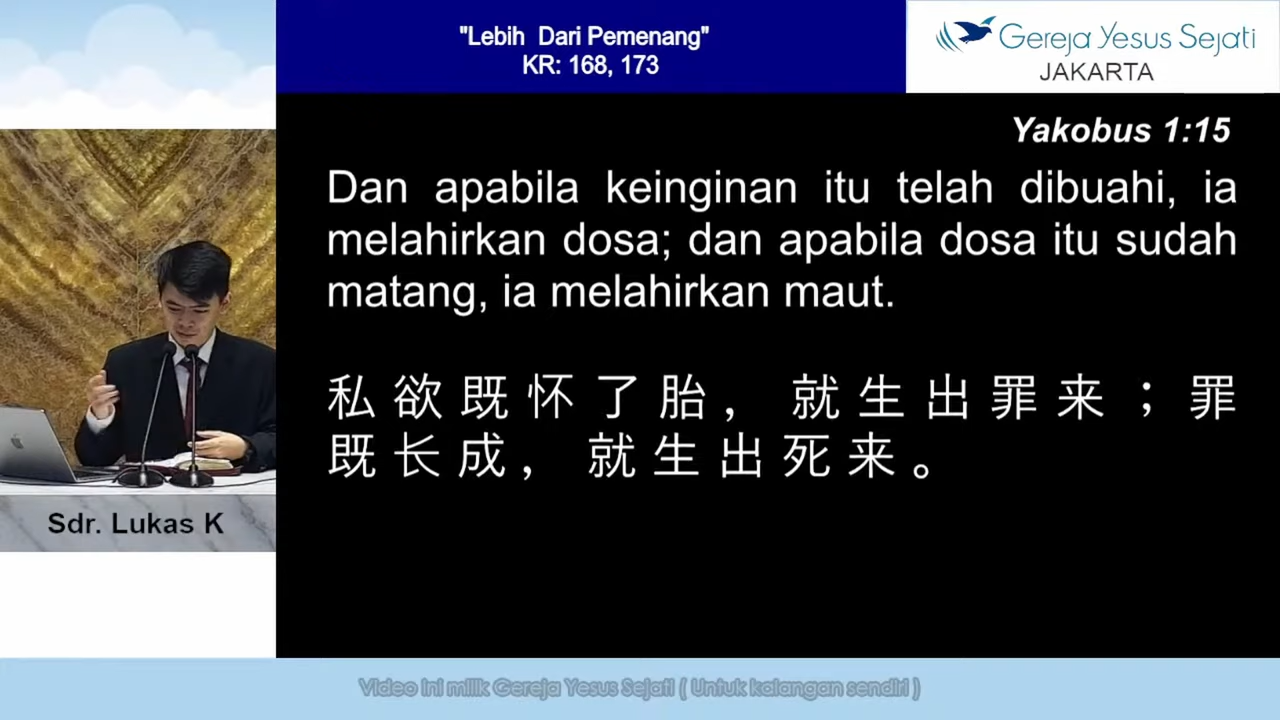 "Lebih Dari Pemenang"
KR: 168, 173
Gereja Yesus Sejati
JAKARTA
Yakobus 1:15
Dan apabila keinginan itu telah dibuahi, ia
melahirkan dosa; dan apabila dosa itu sudah
matang, ia melahirkan maut.
私欲既怀了胎，就生出罪来；罪
既长成，就生出死来。
Sdr. Lukas K
Video ini milik Gereja Yesus Sejati ( Untuk kalangan sendiri )